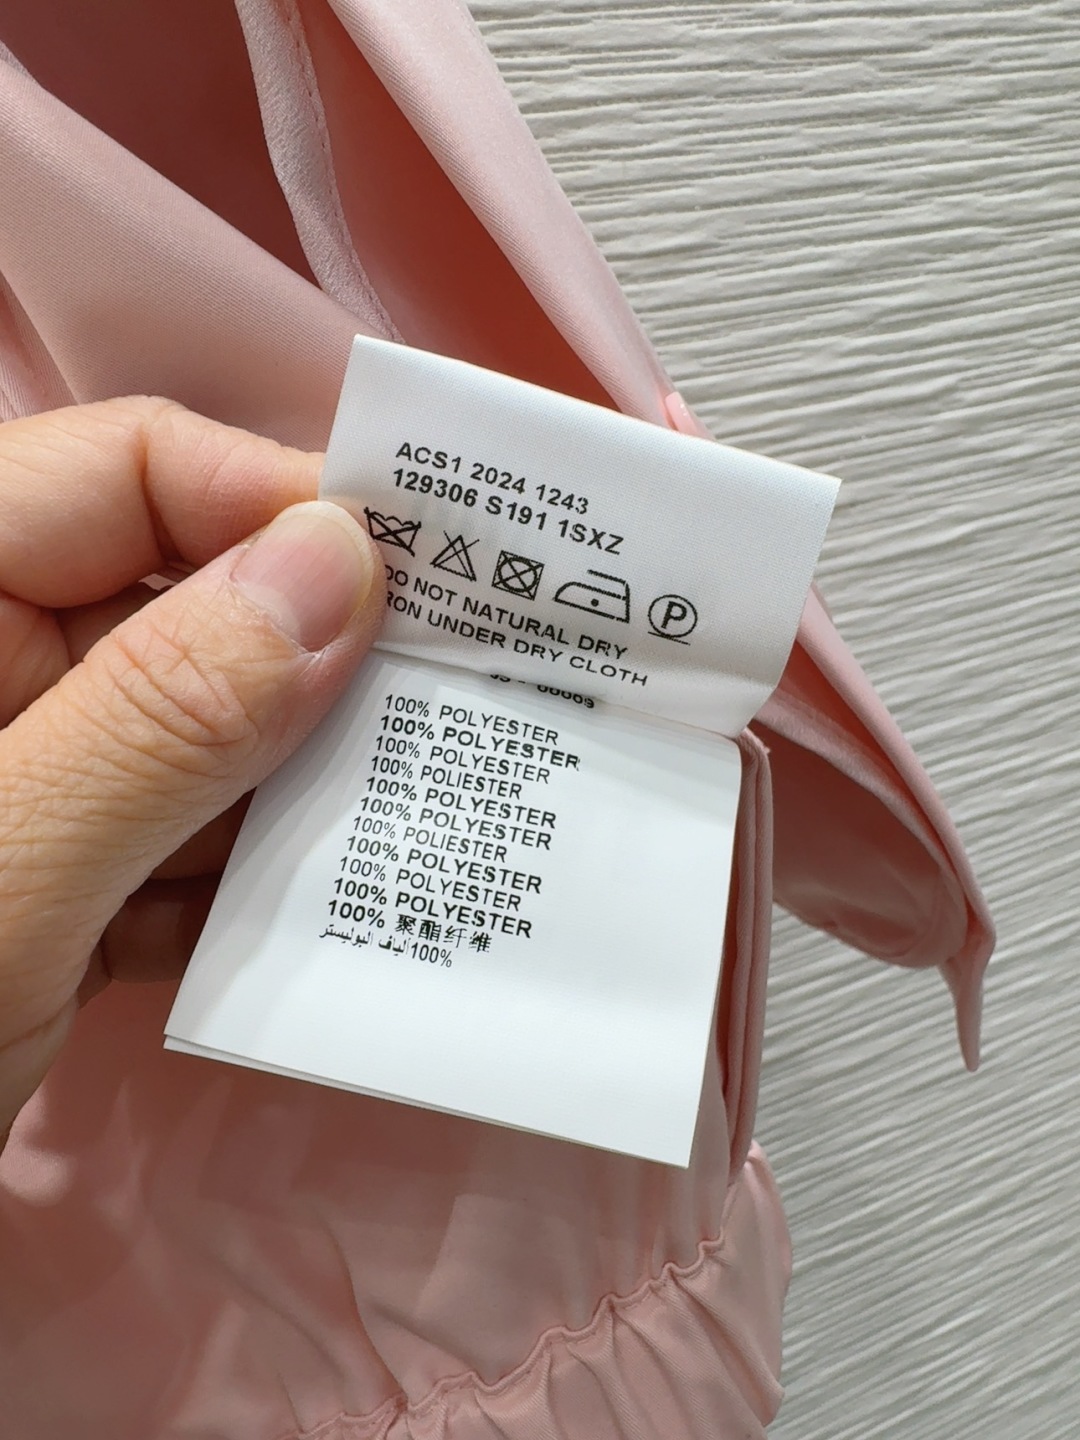 ACS1 2024 1243
129306 S191 1SXZ
P
DO NOT NATURAL DRY
IRON UNDER DRY CLOTH
100% POLYESTER
100% POLYESTER
100% POLYESTER
100% POLIESTER
100% POLYESTER
100% POLYESTER
100% POLIESTER
100% POLYESTER
100% POLYESTER
100% POLYESTER
100% 聚酯纤维
100% ألياف البوليستر